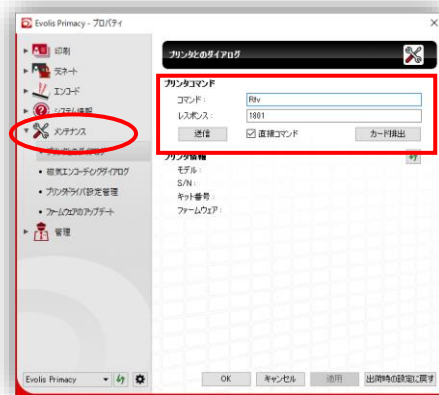 Evolis Primacy - プロパティ
印刷
エンコード
システム情報
メンテナンス
磁気エンコーディングダイアログ
プリンタドライバ設定管理
ファームウェアのアップデート
管理
プリンタとのダイアログ
プリンタコマンド
コマンド:
Rfv
レスポンス:
1801
送信
直接コマンド
カード排出
プリンタ情報
モデル:
S/N:
キット番号:
ファームウェア:
Evolis Primacy
OK
キャンセル
適用
出荷時の設定に戻す